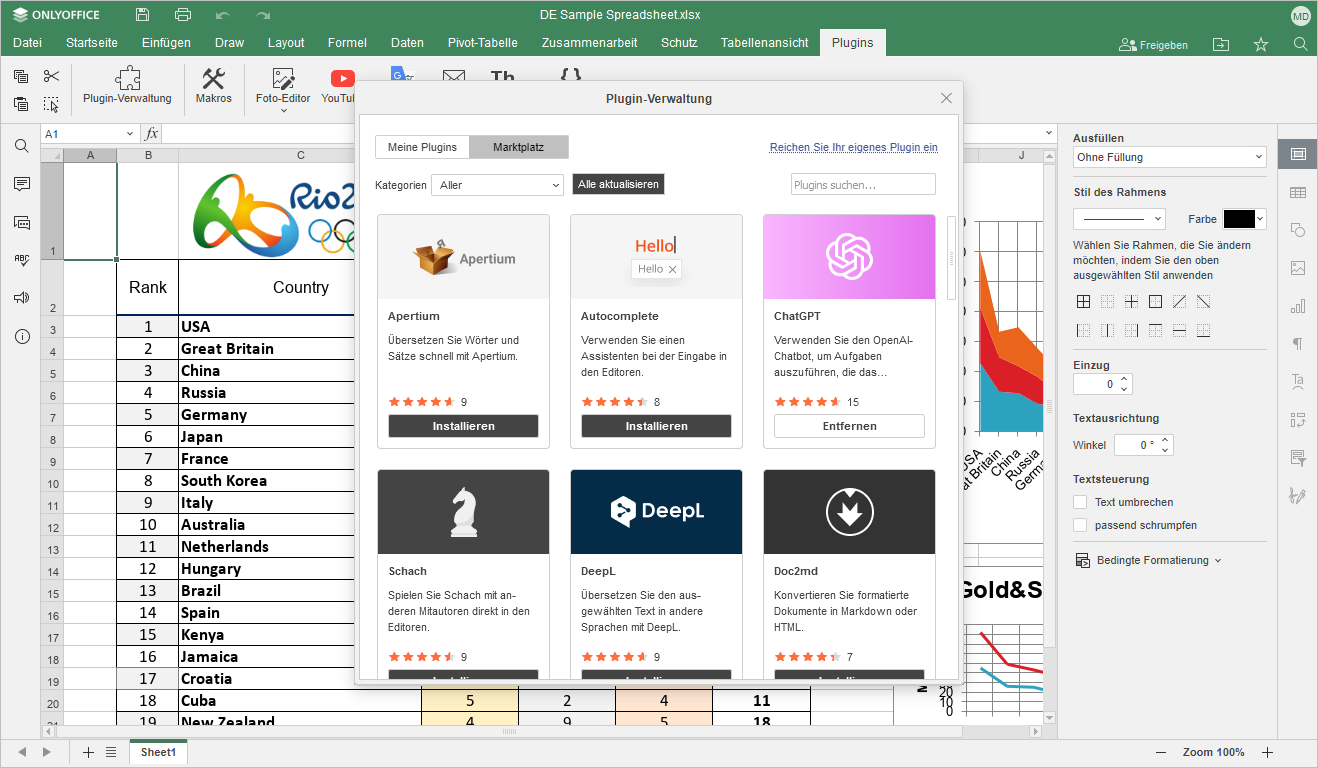 ONLYOFFICE
DE Sample Spreadsheet.xlsx
MD
Datei Startseite Einfügen Draw Layout Formel Daten Pivot-Tabelle Zusammenarbeit Schutz Tabellenansicht Plugins
Freigeben
Plugin-Verwaltung
Makros
Foto-Editor
YouTu
Th
A1
fx
A B C J
Plugin-Verwaltung
Meine Plugins Marktplatz
Reichen Sie Ihr eigenes Plugin ein
Kategorien Aller Alle aktualisieren Plugins suchen...
Apertium
Apertium
Übersetzen Sie Wörter und
Sätze schnell mit Apertium.
9
Installieren
Hello
Hello
Autocomplete
Verwenden Sie einen
Assistenten bei der Eingabe in
den Editoren.
8
Installieren
ChatGPT
Verwenden Sie den OpenAI-
Chatbot, um Aufgaben
auszuführen, die das...
15
Entfernen
Schach
Spielen Sie Schach mit an-
deren Mitautoren direkt in den
Editoren.
9
DeepL
DeepL
Übersetzen Sie den aus-
gewählten Text in andere
Sprachen mit DeepL.
9
Doc2md
Konvertieren Sie formatierte
Dokumente in Markdown oder
HTML.
7
1
2 Rank Country
3 1 USA
4 2 Great Britain
5 3 China
6 4 Russia
7 5 Germany
8 6 Japan
9 7 France
10 8 South Korea
11 9 Italy
12 10 Australia
13 11 Netherlands
14 12 Hungary
15 13 Brazil
16 14 Spain
17 15 Kenya
18 16 Jamaica
19 17 Croatia
20 18 Cuba 5 2 4 11
21 19 New Zealand 4 9 5 18
USA
at Britain
China
Russia
Germ
Gold&S
20
10
0
Ausfüllen
Ohne Füllung
Stil des Rahmens
Farbe
Wählen Sie Rahmen, die Sie ändern
möchten, indem Sie den oben
ausgewählten Stil anwenden
Einzug
0
Textausrichtung
Winkel 0 °
Textsteuerung
Text umbrechen
passend schrumpfen
Bedingte Formatierung
Sheet1
Zoom 100%